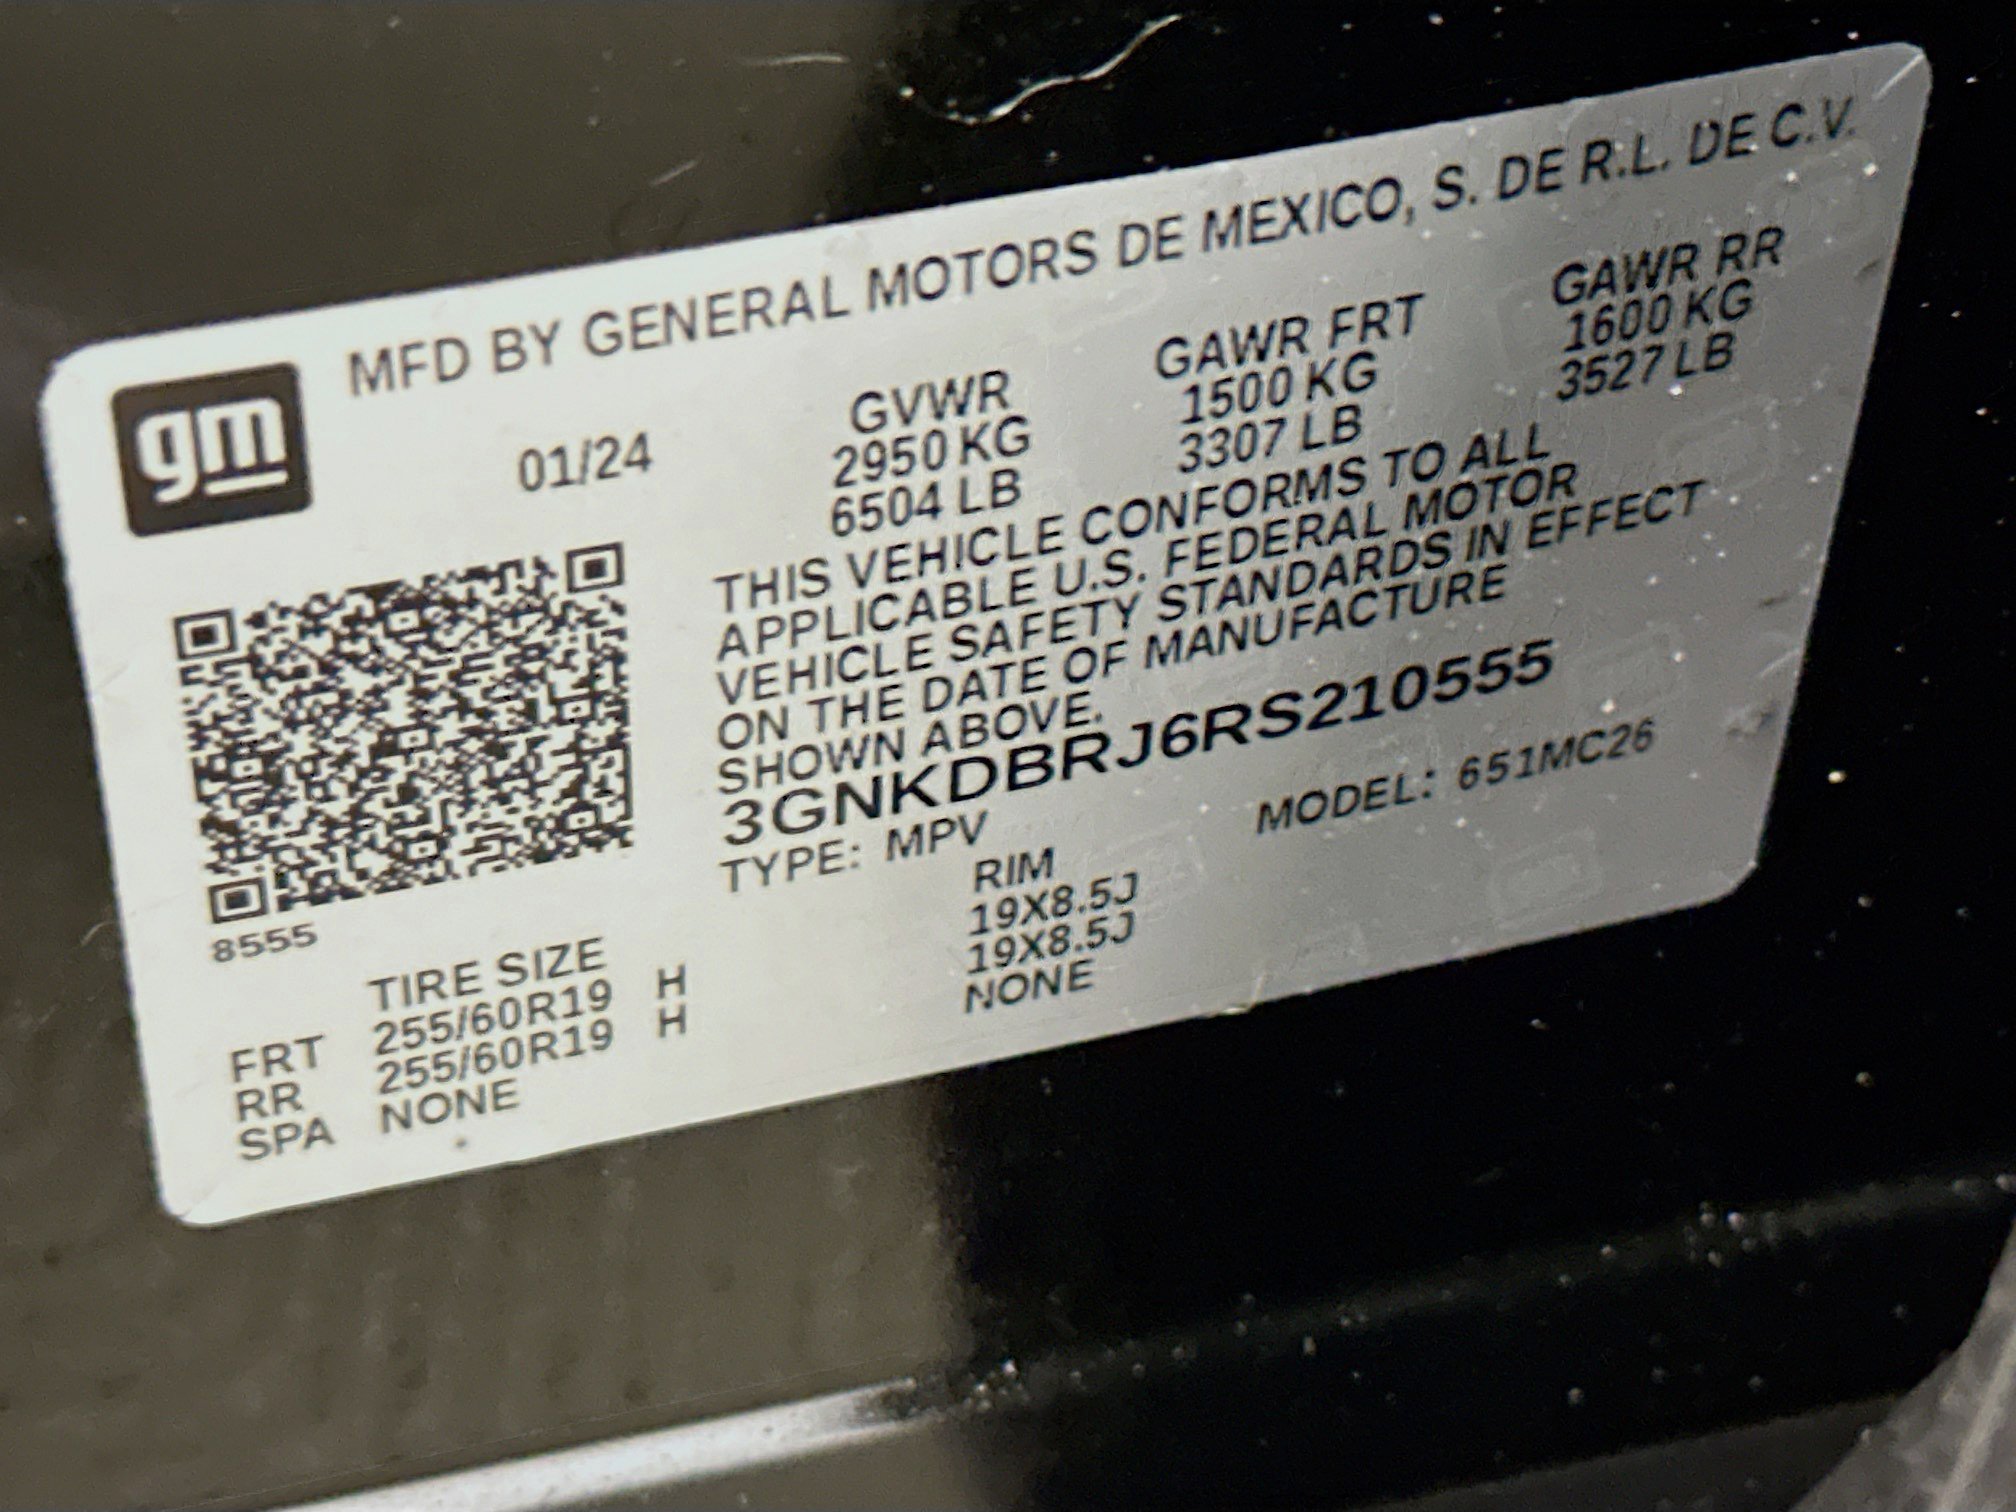 MFD BY GENERAL MOTORS DE MEXICO, S. DE R.L. DE C.V.
gm
01/24
GVWR GAWR FRT GAWR RR
2950 KG 1500 KG 1600 KG
6504 LB 3307 LB 3527 LB
THIS VEHICLE CONFORMS TO ALL
APPLICABLE U.S. FEDERAL MOTOR
VEHICLE SAFETY STANDARDS IN EFFECT
ON THE DATE OF MANUFACTURE
SHOWN ABOVE.
3GNKDBRJ6RS210555
TYPE: MPV MODEL: 651MC26
8555
TIRE SIZE RIM
FRT 255/60R19 H 19X8.5J
RR 255/60R19 H 19X8.5J
SPA NONE NONE